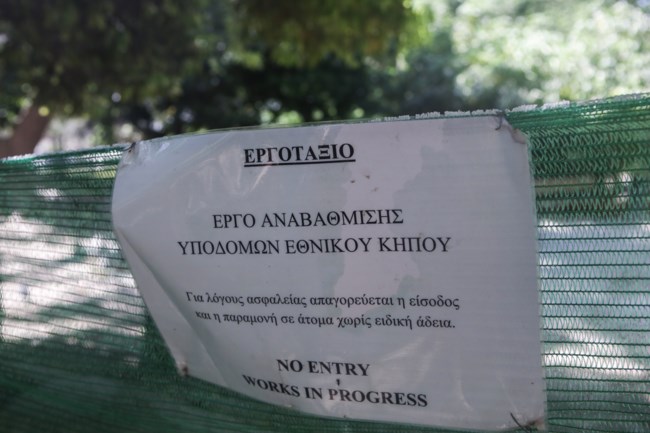 ΕΡΓΟΤΑΞΙΟ
ΕΡΓΟ ΑΝΑΒΑΘΜΙΣΗΣ
ΥΠΟΔΟΜΩΝ ΕΘΝΙΚΟΥ ΚΗΠΟΥ
Για λόγους ασφαλείας απαγορεύεται η είσοδος
και η παραμονή σε άτομα χωρίς ειδική άδεια.
NO ENTRY
WORKS IN PROGRESS